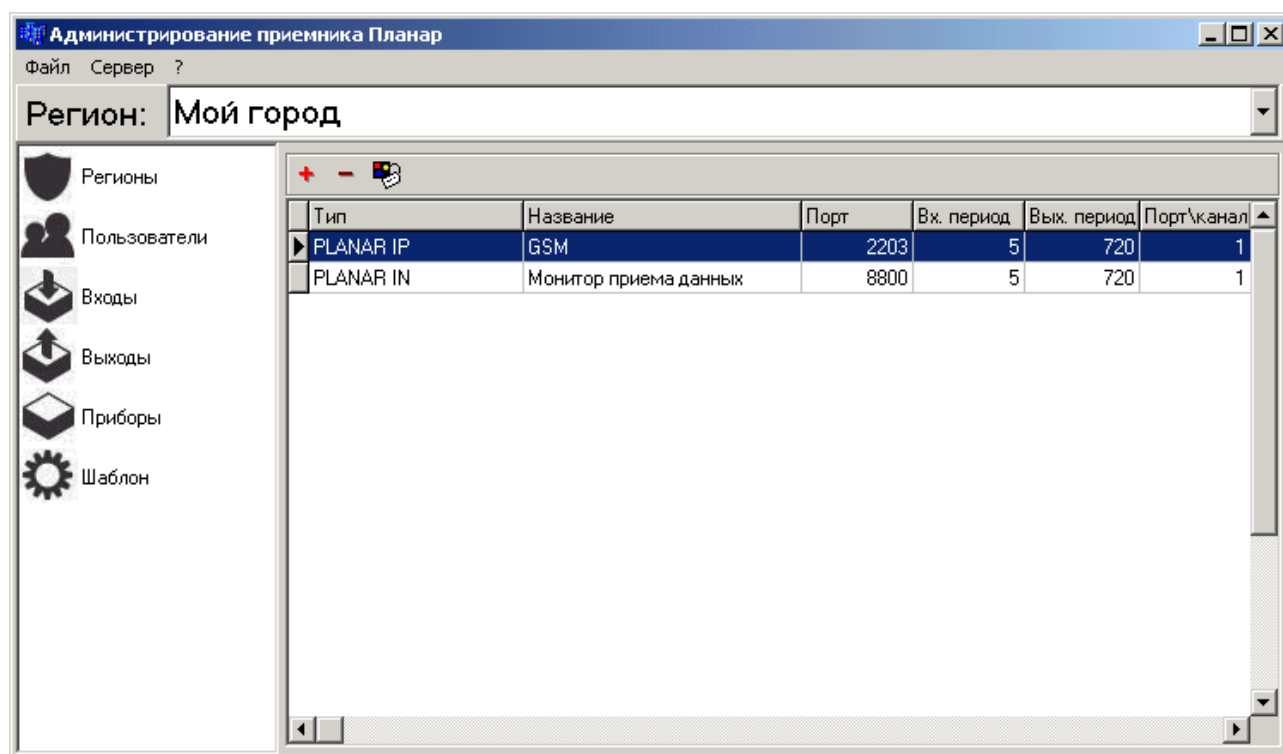 Администрирование приемника Планар
Файл Сервер ?
Регион: Мой город
Регионы
Пользователи
Входы
Выходы
Приборы
Шаблон
Тип Название Порт Вх. период Вых. период Порт\канал
PLANAR IP GSM 2203 5 720 1
PLANAR IN Монитор приема данных 8800 5 720 1